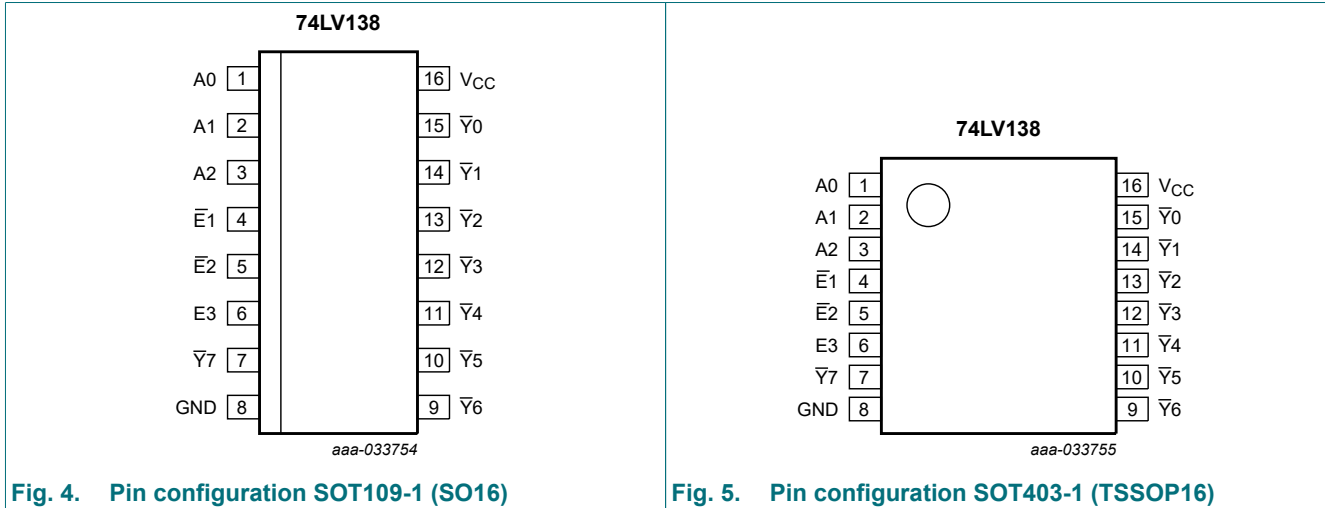 74LV138
A0 1 16 VCC
A1 2 15 Y̅0
A2 3 14 Y̅1
E̅1 4 13 Y̅2
E̅2 5 12 Y̅3
E3 6 11 Y̅4
Y̅7 7 10 Y̅5
GND 8 9 Y̅6
aaa-033754
Fig. 4. Pin configuration SOT109-1 (SO16)
74LV138
A0 1 16 VCC
A1 2 15 Y̅0
A2 3 14 Y̅1
E̅1 4 13 Y̅2
E̅2 5 12 Y̅3
E3 6 11 Y̅4
Y̅7 7 10 Y̅5
GND 8 9 Y̅6
aaa-033755
Fig. 5. Pin configuration SOT403-1 (TSSOP16)